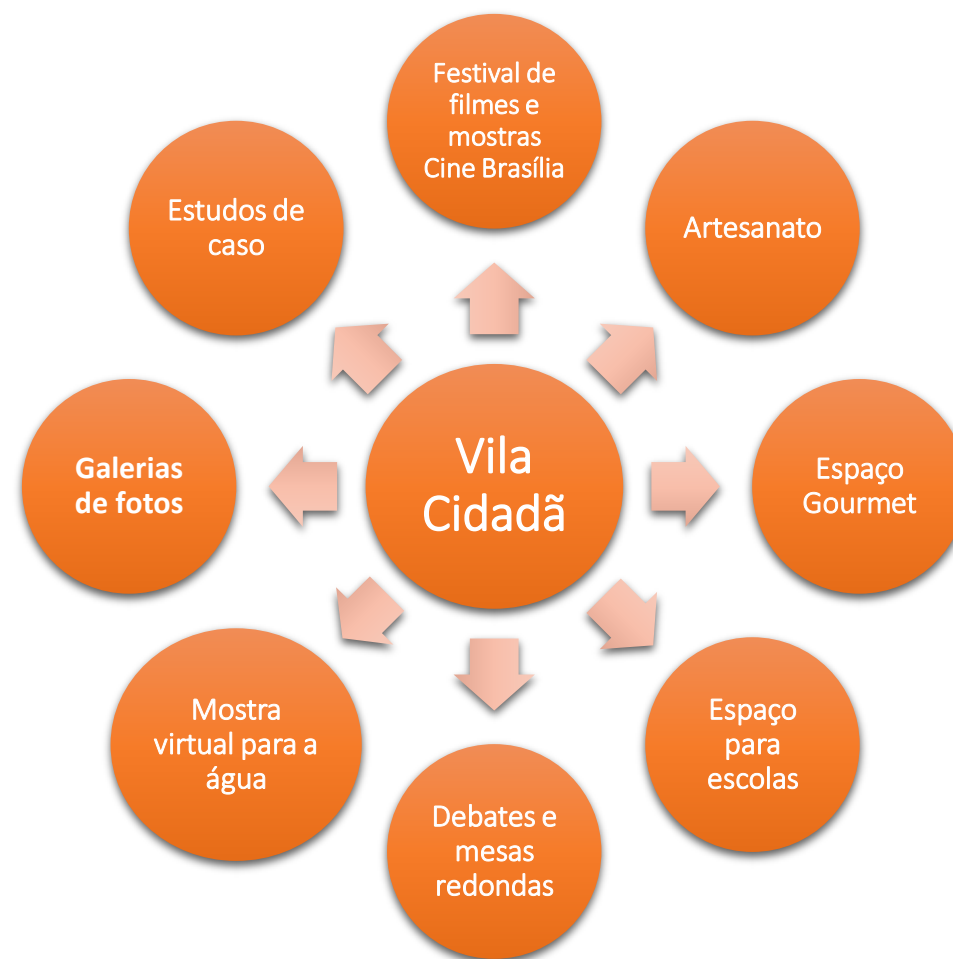 Festival de
filmes e
mostras
Cine Brasília
Artesanato
Espaço
Gourmet
Espaço
para
escolas
Debates e
mesas
redondas
Mostra
virtual para a
água
Galerias
de fotos
Estudos de
caso
Vila
Cidadã